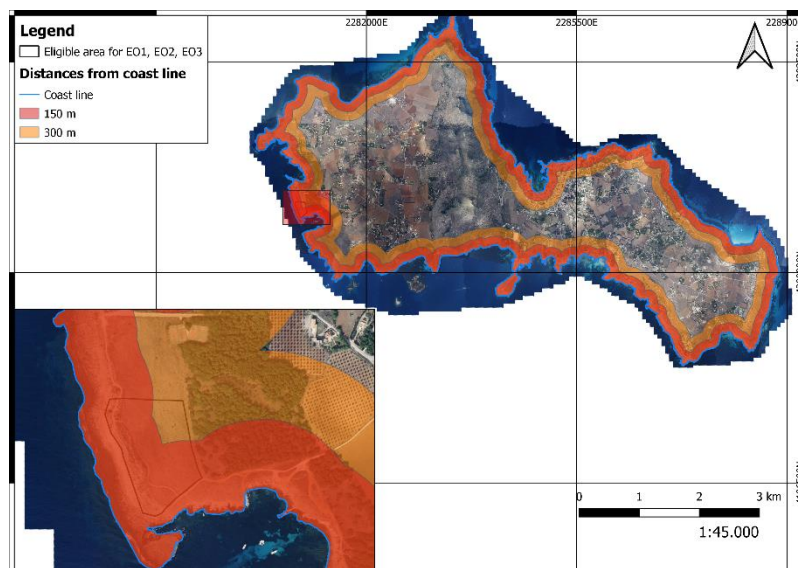 Legend
Eligible area for EO1, EO2, EO3
Distances from coast line
Coast line
150 m
300 m
2282000E
2285500E
0 1 2 3 km
1:45.000